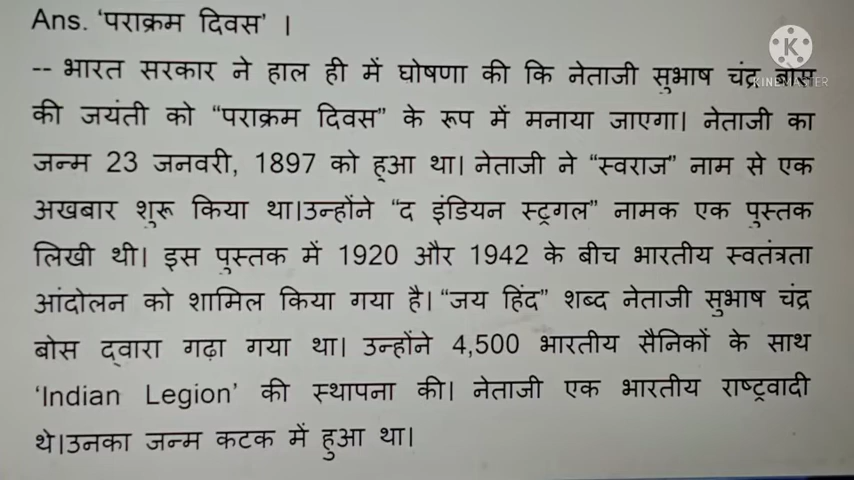 Ans. ‘पराक्रम दिवस’ ।
-- भारत सरकार ने हाल ही में घोषणा की कि नेताजी सुभाष चंद्र बोस
की जयंती को “पराक्रम दिवस” के रूप में मनाया जाएगा। नेताजी का
जन्म 23 जनवरी, 1897 को हुआ था। नेताजी ने “स्वराज” नाम से एक
अखबार शुरू किया था।उन्होंने “द इंडियन स्ट्रगल” नामक एक पुस्तक
लिखी थी। इस पुस्तक में 1920 और 1942 के बीच भारतीय स्वतंत्रता
आंदोलन को शामिल किया गया है। “जय हिंद” शब्द नेताजी सुभाष चंद्र
बोस द्वारा गढ़ा गया था। उन्होंने 4,500 भारतीय सैनिकों के साथ
‘Indian Legion’ की स्थापना की। नेताजी एक भारतीय राष्ट्रवादी
थे।उनका जन्म कटक में हुआ था।
K
KINEMASTER